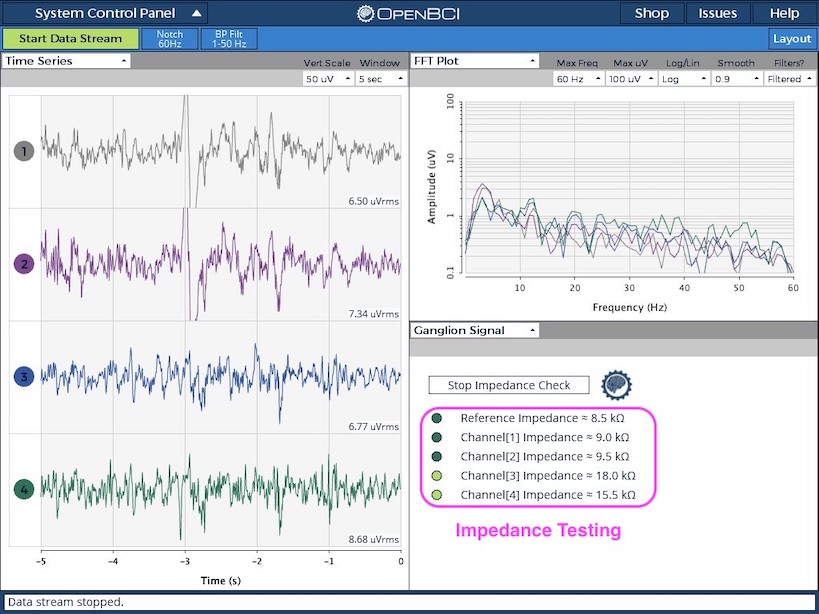 System Control Panel
OpenBCI
Shop
Issues
Help
Start Data Stream
Notch
60Hz
BP Filt
1-50 Hz
Layout
Time Series
Vert Scale
Window
50 uV
5 sec
1
6.50 uVrms
2
7.34 uVrms
3
6.77 uVrms
4
8.68 uVrms
-5
-4
-3
-2
-1
0
Time (s)
FFT Plot
Max Freq
Max uV
Log/Lin
Smooth
Filters?
60 Hz
100 uV
Log
0.9
Filtered
Amplitude (uV)
100
10
1
0.1
10
20
30
40
50
60
Frequency (Hz)
Ganglion Signal
Stop Impedance Check
Reference Impedance ≈ 8.5 kΩ
Channel[1] Impedance ≈ 9.0 kΩ
Channel[2] Impedance ≈ 9.5 kΩ
Channel[3] Impedance ≈ 18.0 kΩ
Channel[4] Impedance ≈ 15.5 kΩ
Impedance Testing
Data stream stopped.